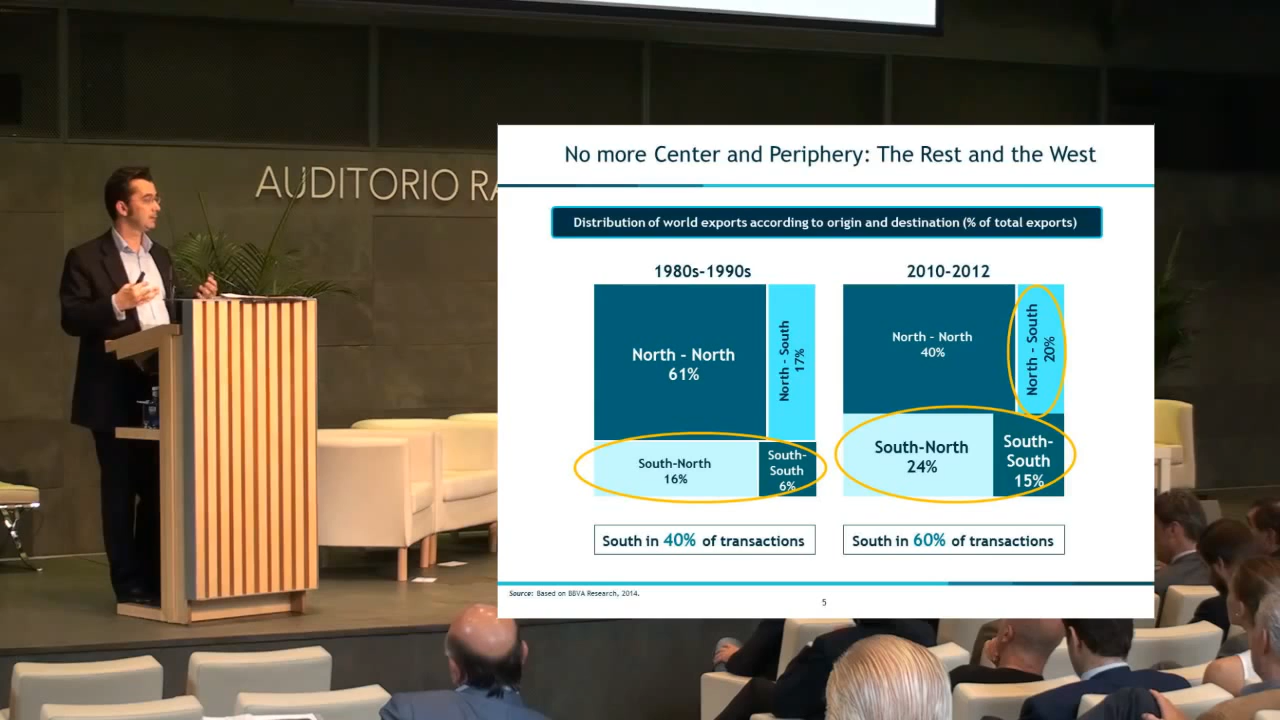 AUDITORIO RA
No more Center and Periphery: The Rest and the West
Distribution of world exports according to origin and destination (% of total exports)
1980s-1990s
North - North
61%
North - South
17%
South-North
16%
South-
South
6%
South in 40% of transactions
2010-2012
North - North
40%
North - South
20%
South-North
24%
South-
South
15%
South in 60% of transactions
Source: Based on BBVA Research, 2014.
5